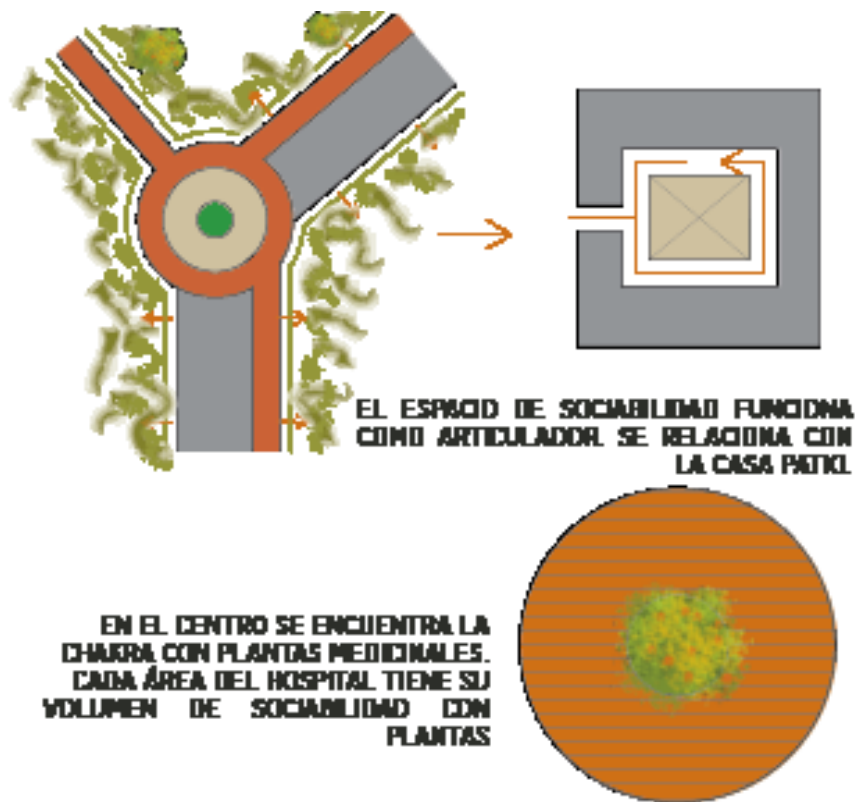 EL ESPACIO DE SOCIABILIDAD FUNCIONA
COMO ARTICULADOR. SE RELACIONA CON
LA CASA PATIO.
EN EL CENTRO SE ENCUENTRA LA
CHAKRA CON PLANTAS MEDICINALES.
CADA ÁREA DEL HOSPITAL TIENE SU
VOLUMEN DE SOCIABILIDAD CON
PLANTAS